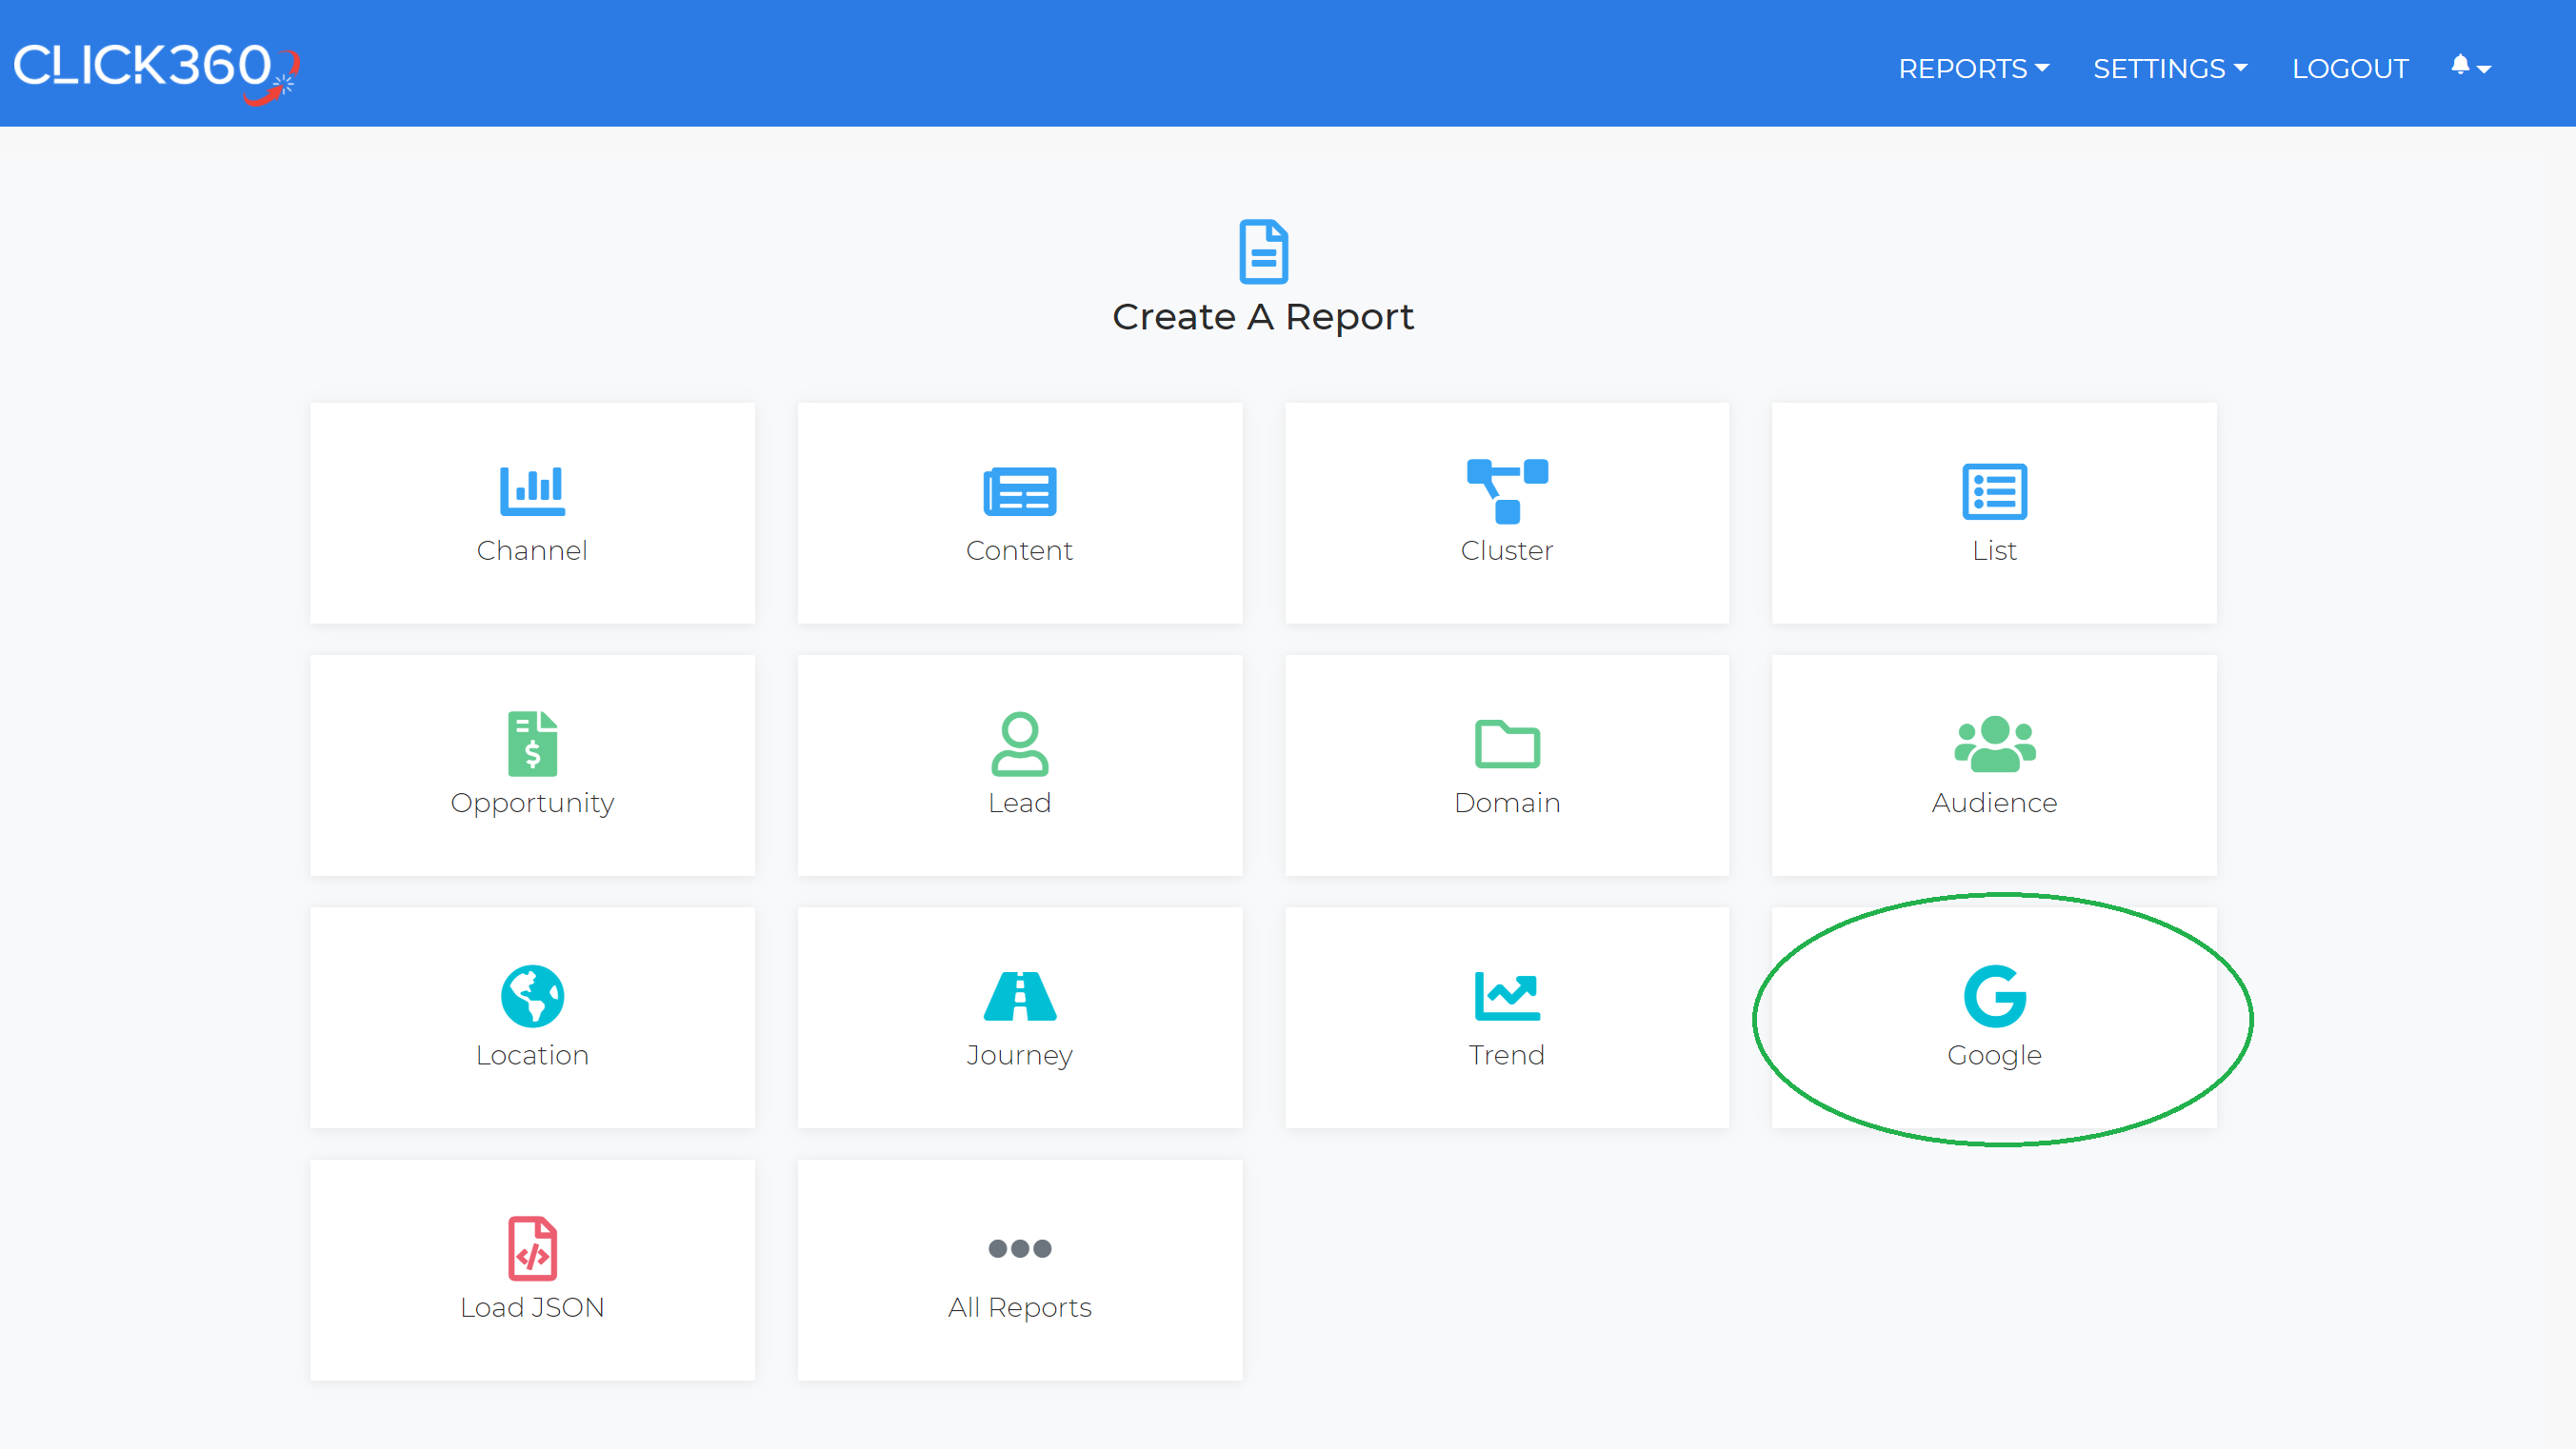 CLICK360
REPORTS SETTINGS LOGOUT
Create A Report
Channel Content Cluster List
Opportunity Lead Domain Audience
Location Journey Trend Google
Load JSON All Reports